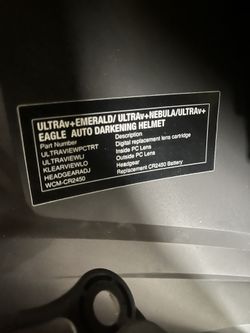 ULTRAv+EMERALD/ ULTRAv+NEBULA/ULTRAv+
EAGLE AUTO DARKENING HELMET
Part Number Description
ULTRAVIEWPCTRT Digital replacement lens cartridge
ULTRAVIEWLI Inside PC Lens
KLEARVIEWLO Outside PC Lens
HEADGEARADJ Headgear
WCM-CR2450 Replacement CR2450 Battery